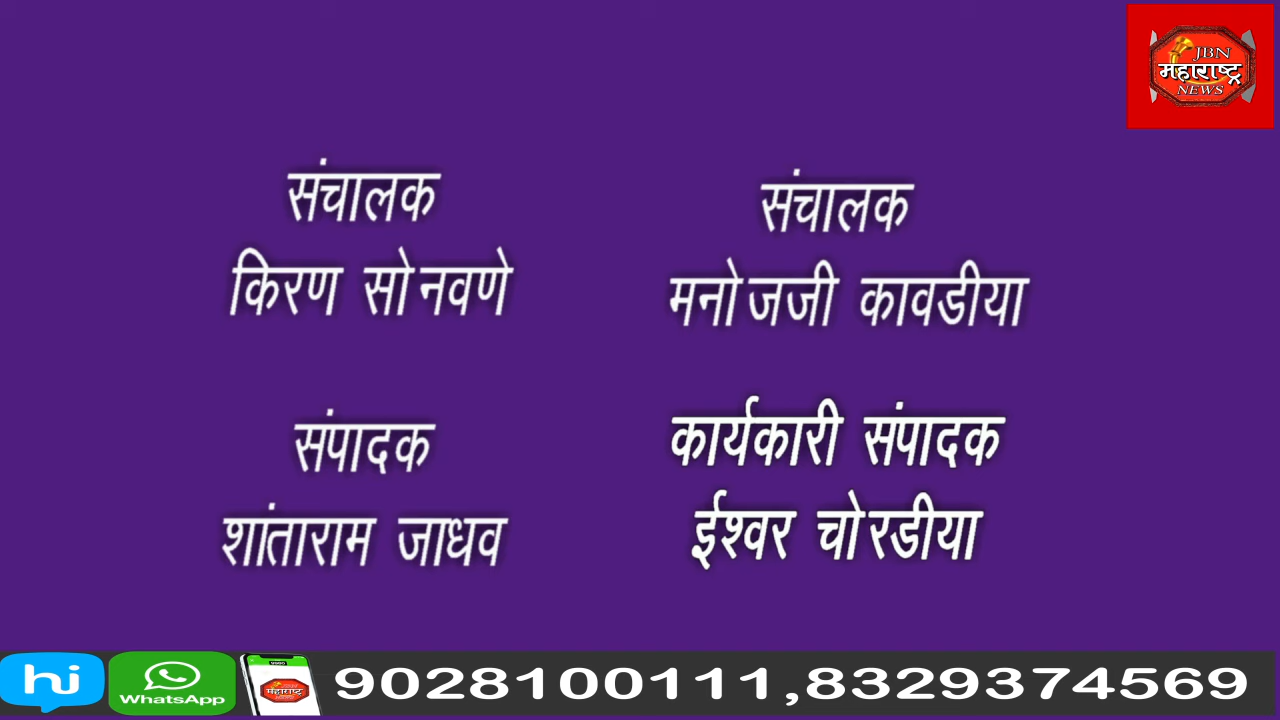 JBN
महाराष्ट्र
NEWS
संचालक
किरण सोनवणे
संचालक
मनोजजी कावडीया
संपादक
शांताराम जाधव
कार्यकारी संपादक
ईश्वर चोरडीया
hi
WhatsApp
महाराष्ट्र
9028100111,8329374569